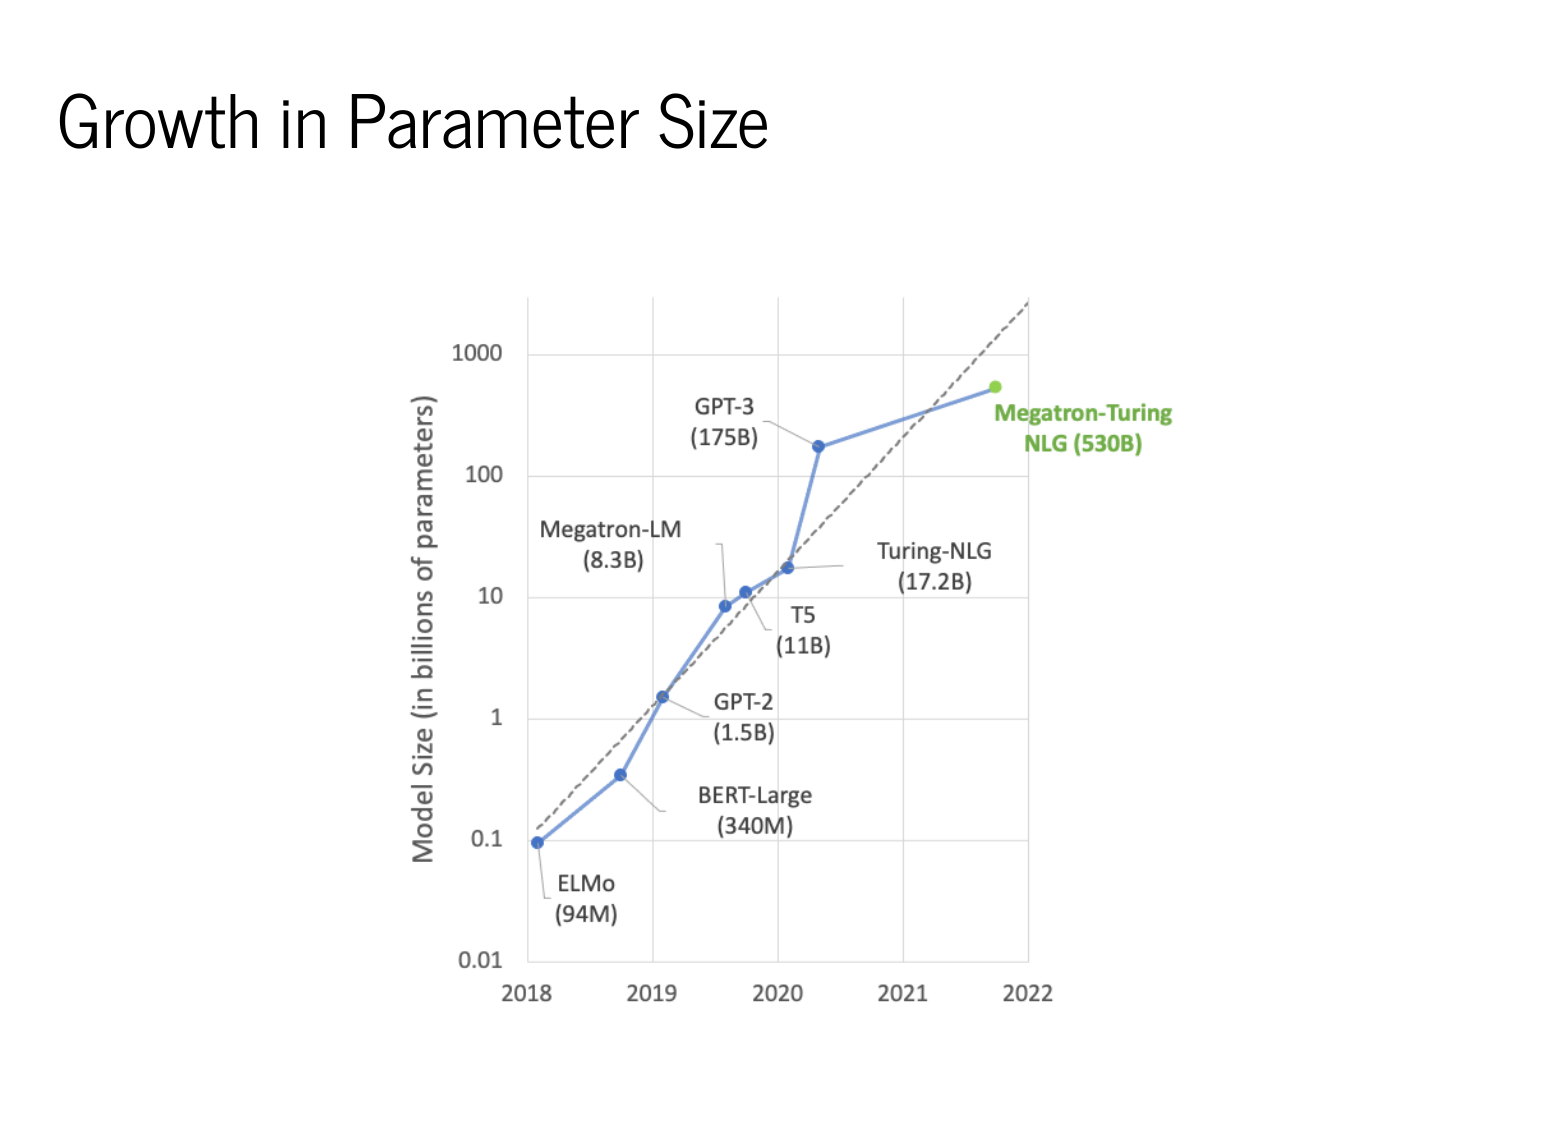 Growth in Parameter Size
Model Size (in billions of parameters)
1000
100
10
1
0.1
0.01
2018
2019
2020
2021
2022
GPT-3
(175B)
Megatron-Turing
NLG (530B)
Megatron-LM
(8.3B)
Turing-NLG
(17.2B)
T5
(11B)
GPT-2
(1.5B)
BERT-Large
(340M)
ELMo
(94M)